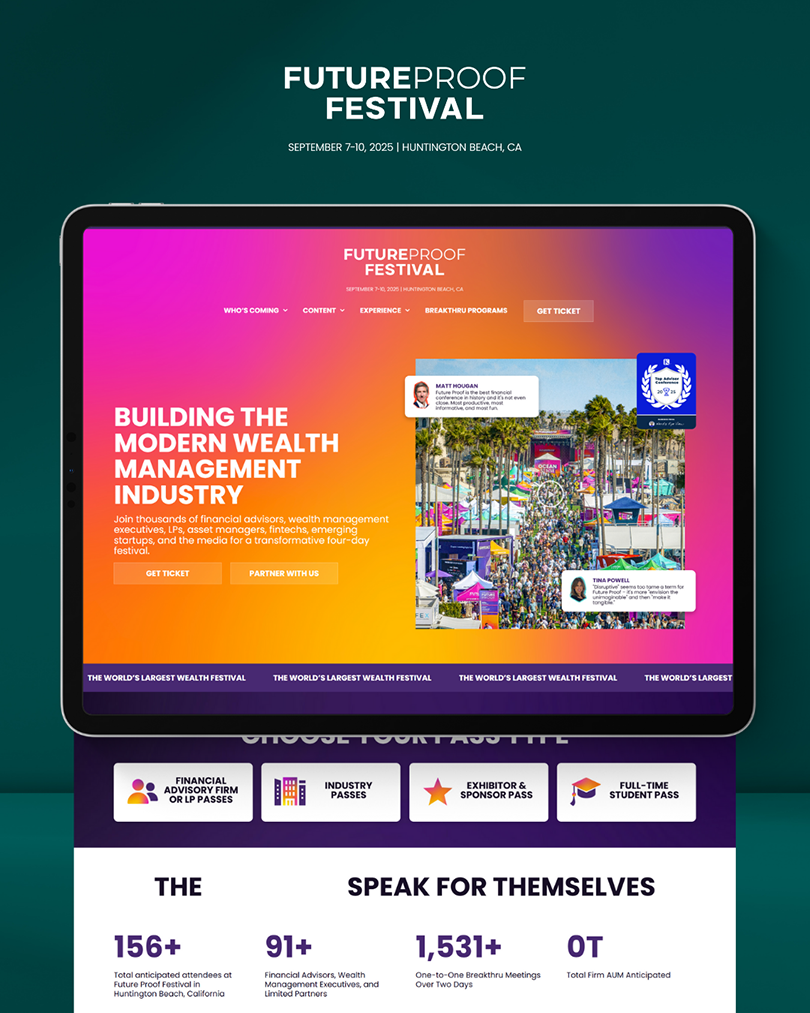 FUTUREPROOF
FESTIVAL
SEPTEMBER 7-10, 2025 | HUNTINGTON BEACH, CA
FUTUREPROOF
FESTIVAL
SEPTEMBER 7-10, 2025 | HUNTINGTON BEACH, CA
WHO'S COMING
CONTENT
EXPERIENCE
BREAKTHRU PROGRAMS
GET TICKET
MATT HOUGAN
Future Proof is the best financial
conference in history and it's not even
close. Most productive, most
informative, and most fun.
Top Advisor
Conference
2025
BUILDING THE
MODERN WEALTH
MANAGEMENT
INDUSTRY
Join thousands of financial advisors, wealth management
executives, LPs, asset managers, fintechs, emerging
startups, and the media for a transformative four-day
festival.
GET TICKET
PARTNER WITH US
OCEAN
TINA POWELL
"Disruptive" seems too tame a term for
Future Proof – it's more "envision the
unimaginable" and then "make it
tangible."
THE WORLD'S LARGEST WEALTH FESTIVAL
THE WORLD'S LARGEST WEALTH FESTIVAL
THE WORLD'S LARGEST WEALTH FESTIVAL
THE WORLD'S LARGEST
CHOOSE YOUR PASS TYPE
FINANCIAL
ADVISORY FIRM
OR LP PASSES
INDUSTRY
PASSES
EXHIBITOR &
SPONSOR PASS
FULL-TIME
STUDENT PASS
THE SPEAK FOR THEMSELVES
156+
Total anticipated attendees at
Future Proof Festival in
Huntington Beach, California
91+
Financial Advisors, Wealth
Management Executives, and
Limited Partners
1,531+
One-to-One Breakthru Meetings
Over Two Days
0T
Total Firm AUM Anticipated